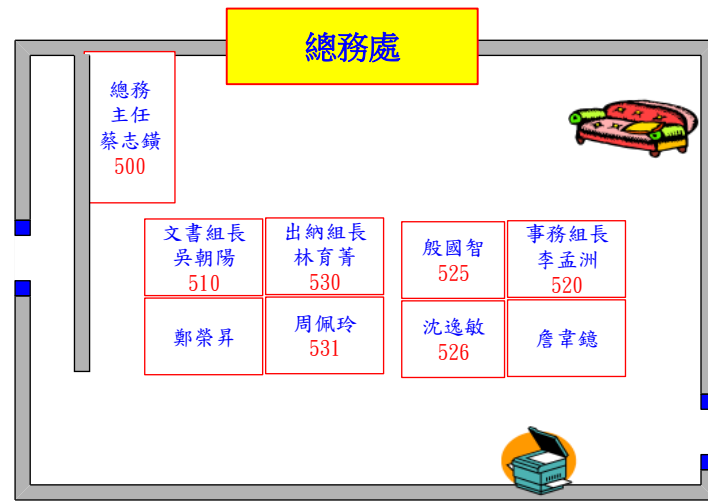 總務處
總務
主任
蔡志鐄
500
文書組長
吳朝陽
510
出納組長
林育菁
530
殷國智
525
事務組長
李孟洲
520
鄭榮昇
周佩玲
531
沈逸敏
526
詹韋鐿